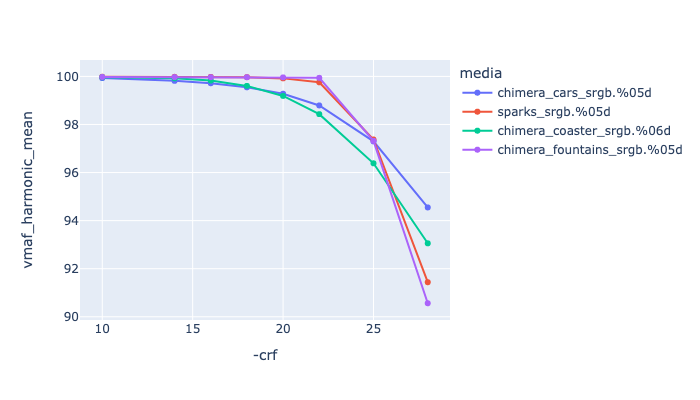 media
chimera_cars_srgb.%05d
sparks_srgb.%05d
chimera_coaster_srgb.%06d
chimera_fountains_srgb.%05d
vmaf_harmonic_mean
100
98
96
94
92
90
10
15
20
25
-crf